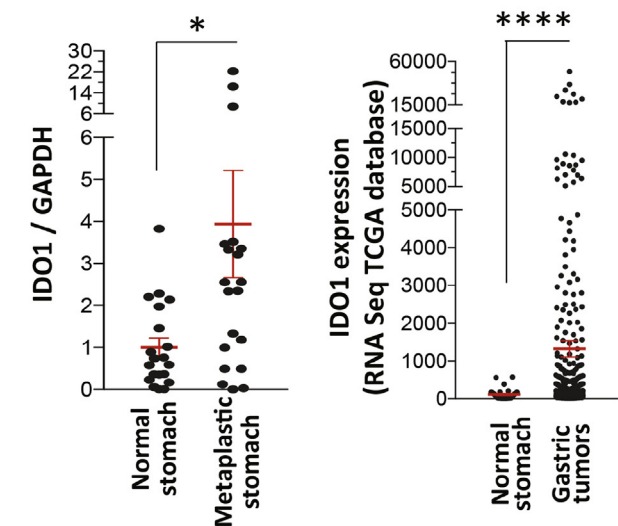 *
30
22
14
6
6
5
4
3
2
1
0
IDO1 / GAPDH
Normal
stomach
Metaplastic
stomach
****
60000
15000
15000
10000
5000
5000
4000
3000
2000
1000
0
IDO1 expression
(RNA Seq TCGA database)
Normal
stomach
Gastric
tumors